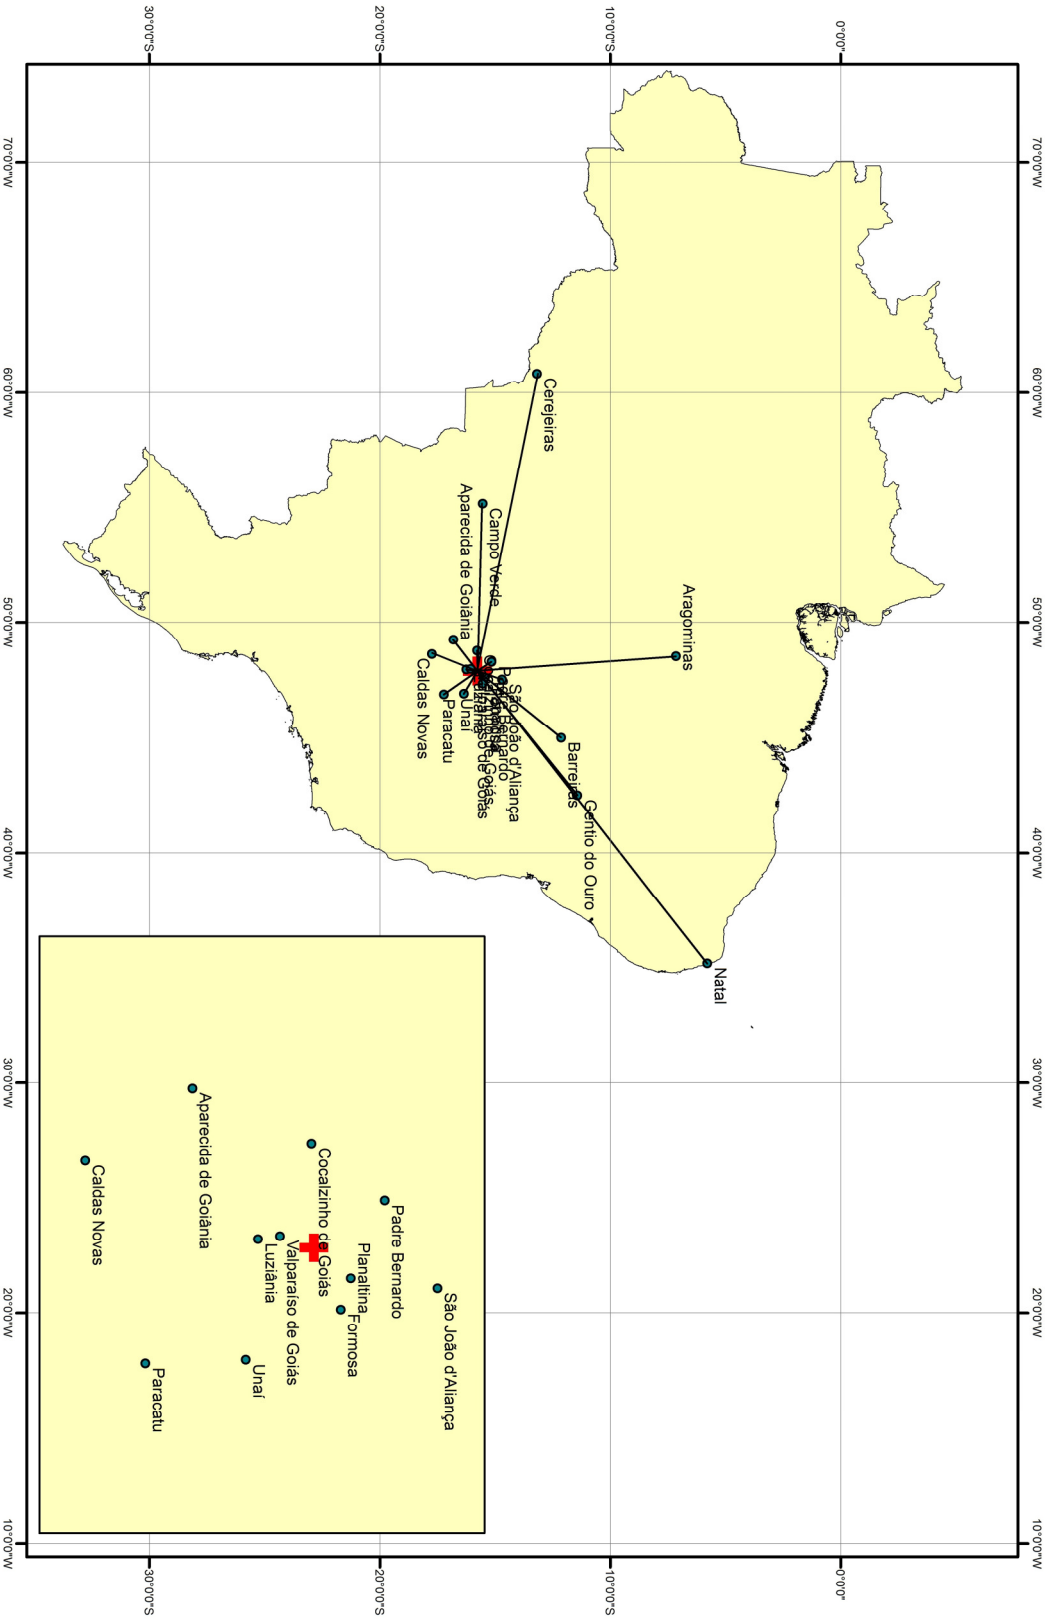 70°0'0"W
60°0'0"W
50°0'0"W
40°0'0"W
30°0'0"W
20°0'0"W
10°0'0"W
0°0'0"
0°0'0"
10°0'0"S
10°0'0"S
20°0'0"S
20°0'0"S
30°0'0"S
30°0'0"S
Natal
Aragominas
Gentio do Ouro
Barreiras
Cerejeiras
São João d'Aliança
Padre Bernardo
Campo Verde
Valparaíso de Goiás
Unaí
Aparecida de Goiânia
Paracatu
Caldas Novas
São João d'Aliança
Padre Bernardo
Planaltina
Formosa
Cocalzinho de Goiás
Valparaíso de Goiás
Luziânia
Unaí
Aparecida de Goiânia
Paracatu
Caldas Novas
70°0'0"W
60°0'0"W
50°0'0"W
40°0'0"W
30°0'0"W
20°0'0"W
10°0'0"W